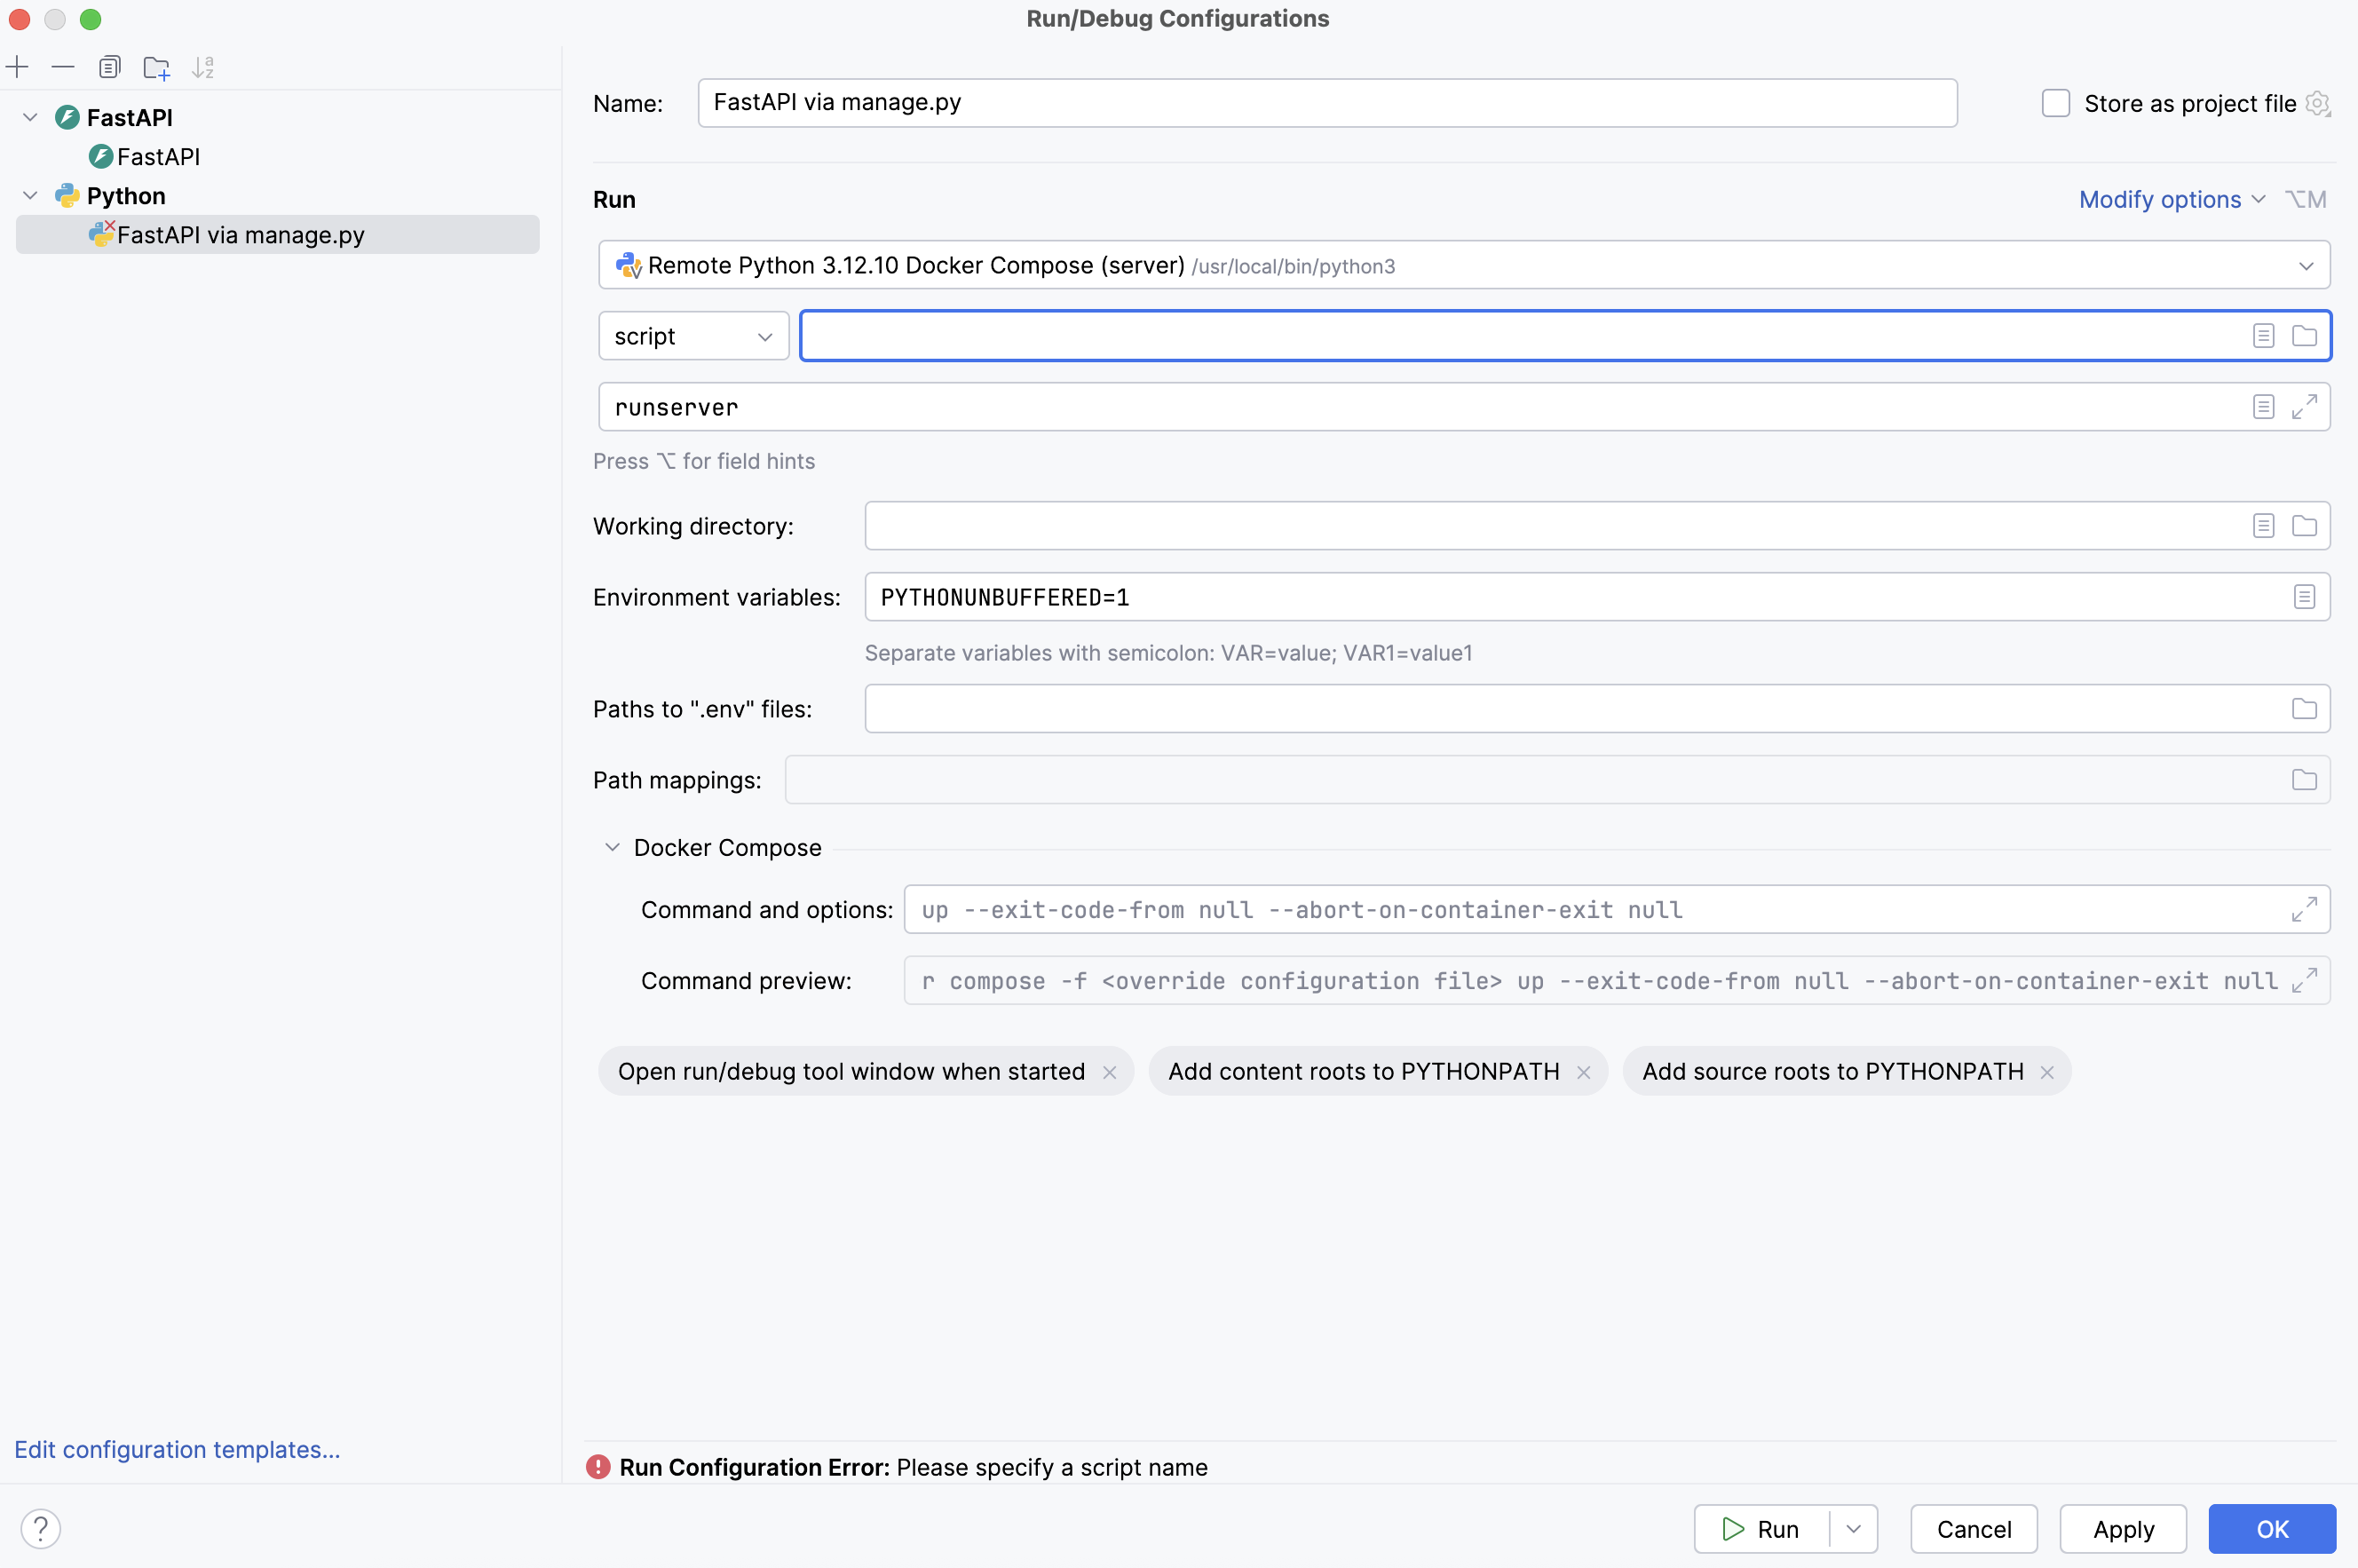 Run/Debug Configurations
FastAPI
FastAPI
Python
FastAPI via manage.py
Edit configuration templates...
Name: FastAPI via manage.py
Store as project file
Run
Modify options ⌥M
Remote Python 3.12.10 Docker Compose (server) /usr/local/bin/python3
script
runserver
Press ⌥ for field hints
Working directory:
Environment variables: PYTHONUNBUFFERED=1
Separate variables with semicolon: VAR=value; VAR1=value1
Paths to ".env" files:
Path mappings:
Docker Compose
Command and options: up --exit-code-from null --abort-on-container-exit null
Command preview: r compose -f <override configuration file> up --exit-code-from null --abort-on-container-exit null
Open run/debug tool window when started × Add content roots to PYTHONPATH × Add source roots to PYTHONPATH ×
Run Configuration Error: Please specify a script name
? Run Cancel Apply OK